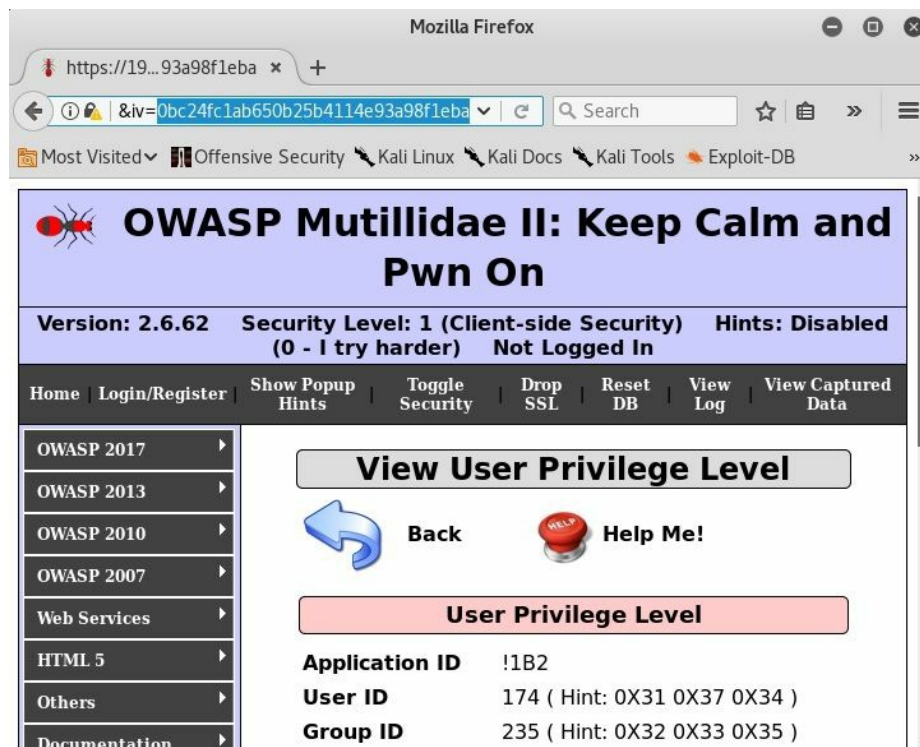 Mozilla Firefox
https://19...93a98f1eba
&iv=0bc24fc1ab650b25b4114e93a98f1eba
Search
Most Visited Offensive Security Kali Linux Kali Docs Kali Tools Exploit-DB »
OWASP Mutillidae II: Keep Calm and
Pwn On
Version: 2.6.62 Security Level: 1 (Client-side Security) Hints: Disabled
(0 - I try harder) Not Logged In
Home | Login/Register | Show Popup Hints | Toggle Security | Drop SSL | Reset DB | View Log | View Captured Data
OWASP 2017
OWASP 2013
OWASP 2010
OWASP 2007
Web Services
HTML 5
Others
Documentation
View User Privilege Level
Back
HELP
Help Me!
User Privilege Level
Application ID !1B2
User ID 174 ( Hint: 0X31 0X37 0X34 )
Group ID 235 ( Hint: 0X32 0X33 0X35 )